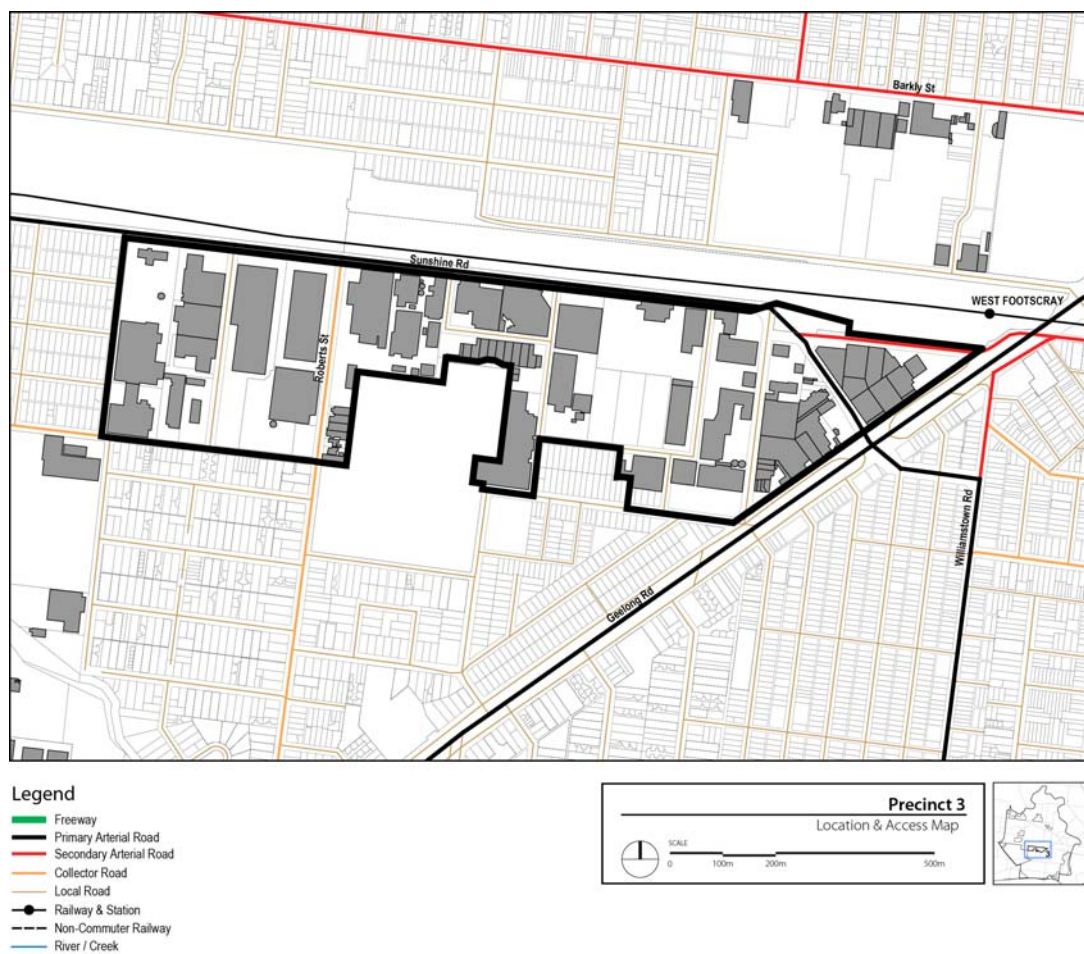 Barkly St
Sunshine Rd
WEST FOOTSCRAY
Roberts St
Williamstown Rd
Geelong Rd
Legend
Freeway
Primary Arterial Road
Secondary Arterial Road
Collector Road
Local Road
Railway & Station
Non-Commuter Railway
River / Creek
Precinct 3
Location & Access Map
SCALE
0 100m 200m 500m